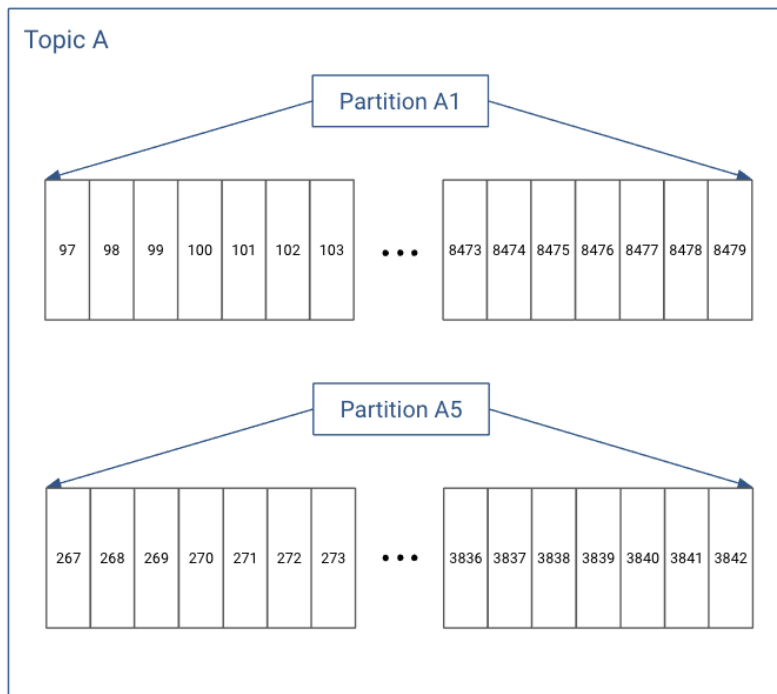 Topic A
Partition A1
97 98 99 100 101 102 103 ••• 8473 8474 8475 8476 8477 8478 8479
Partition A5
267 268 269 270 271 272 273 ••• 3836 3837 3838 3839 3840 3841 3842